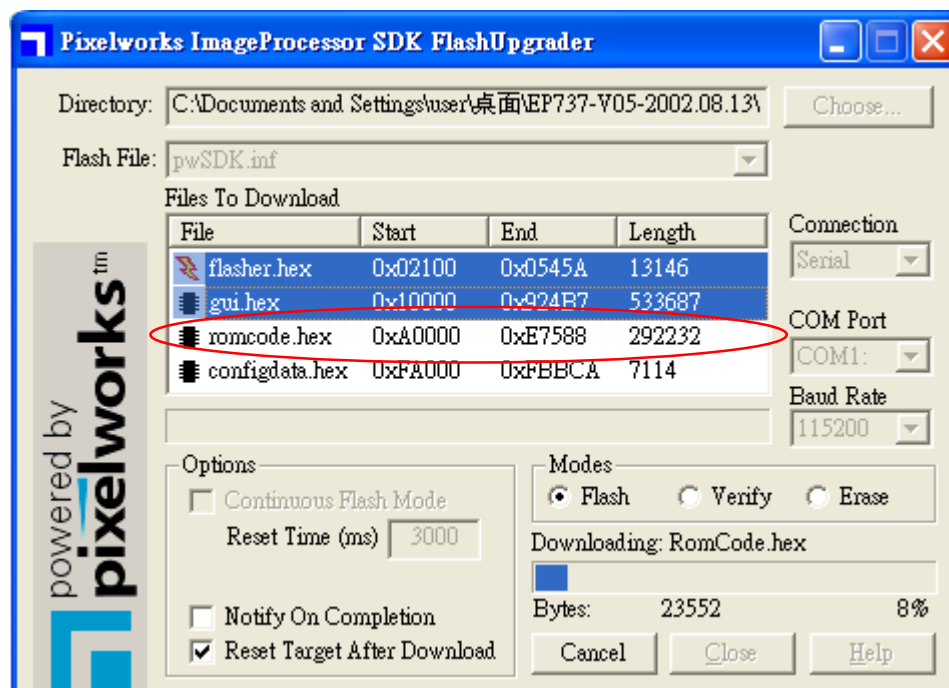 Pixelworks ImageProcessor SDK FlashUpgrader
Directory: C:\Documents and Settings\user\桌面\EP737-V05-2002.08.13\ Choose...
Flash File: pwSDK.inf
Files To Download
File Start End Length
flasher.hex 0x02100 0x0545A 13146
gui.hex 0x10000 0x924B7 533687
romcode.hex 0xA0000 0xE7588 292232
configdata.hex 0xFA000 0xFBBCA 7114
Connection
Serial
COM Port
COM1:
Baud Rate
115200
powered by
pixelworks tm
Options
Continuous Flash Mode
Reset Time (ms) 3000
Notify On Completion
Reset Target After Download
Modes
Flash Verify Erase
Downloading: RomCode.hex
Bytes: 23552 8%
Cancel Close Help